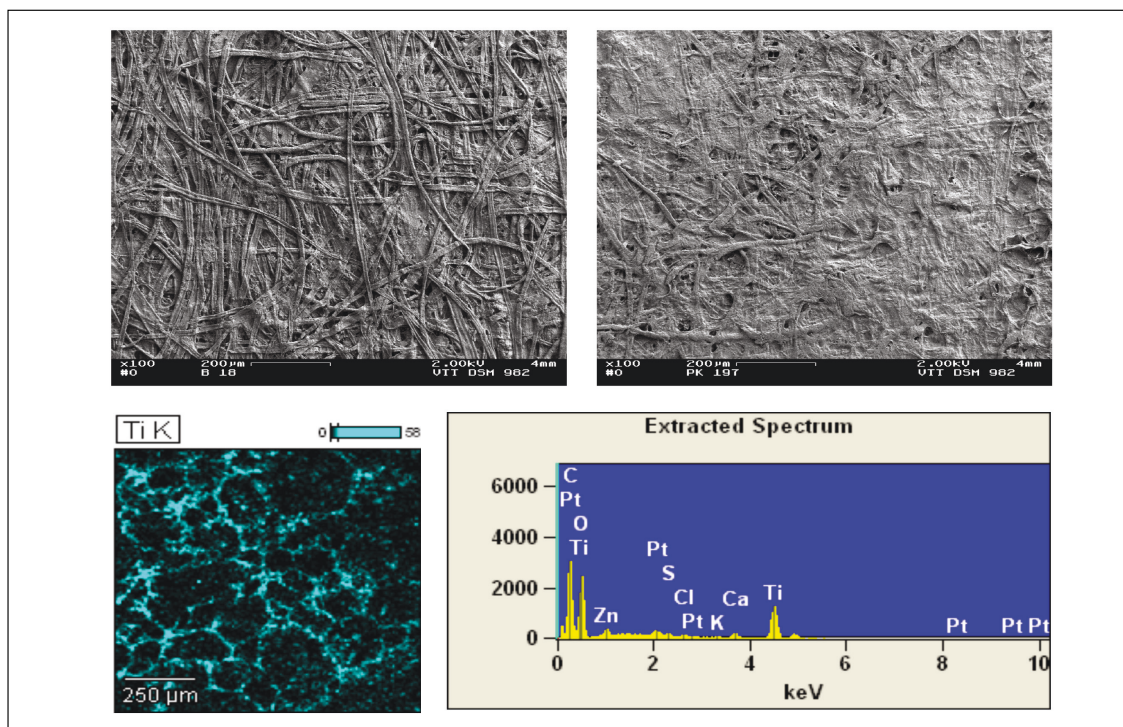 x100 200µm 2.00kV 4mm
#0 B 18 VTT DSM 982
x100 200µm 2.00kV 4mm
#0 PK 197 VTT DSM 982
Ti K 0 58
250 µm
Extracted Spectrum
6000
4000
2000
0
C
Pt
O
Ti
Zn
Pt
S
Cl
Pt
K
Ca
Ti
Pt
Pt
Pt
0 2 4 6 8 10
keV